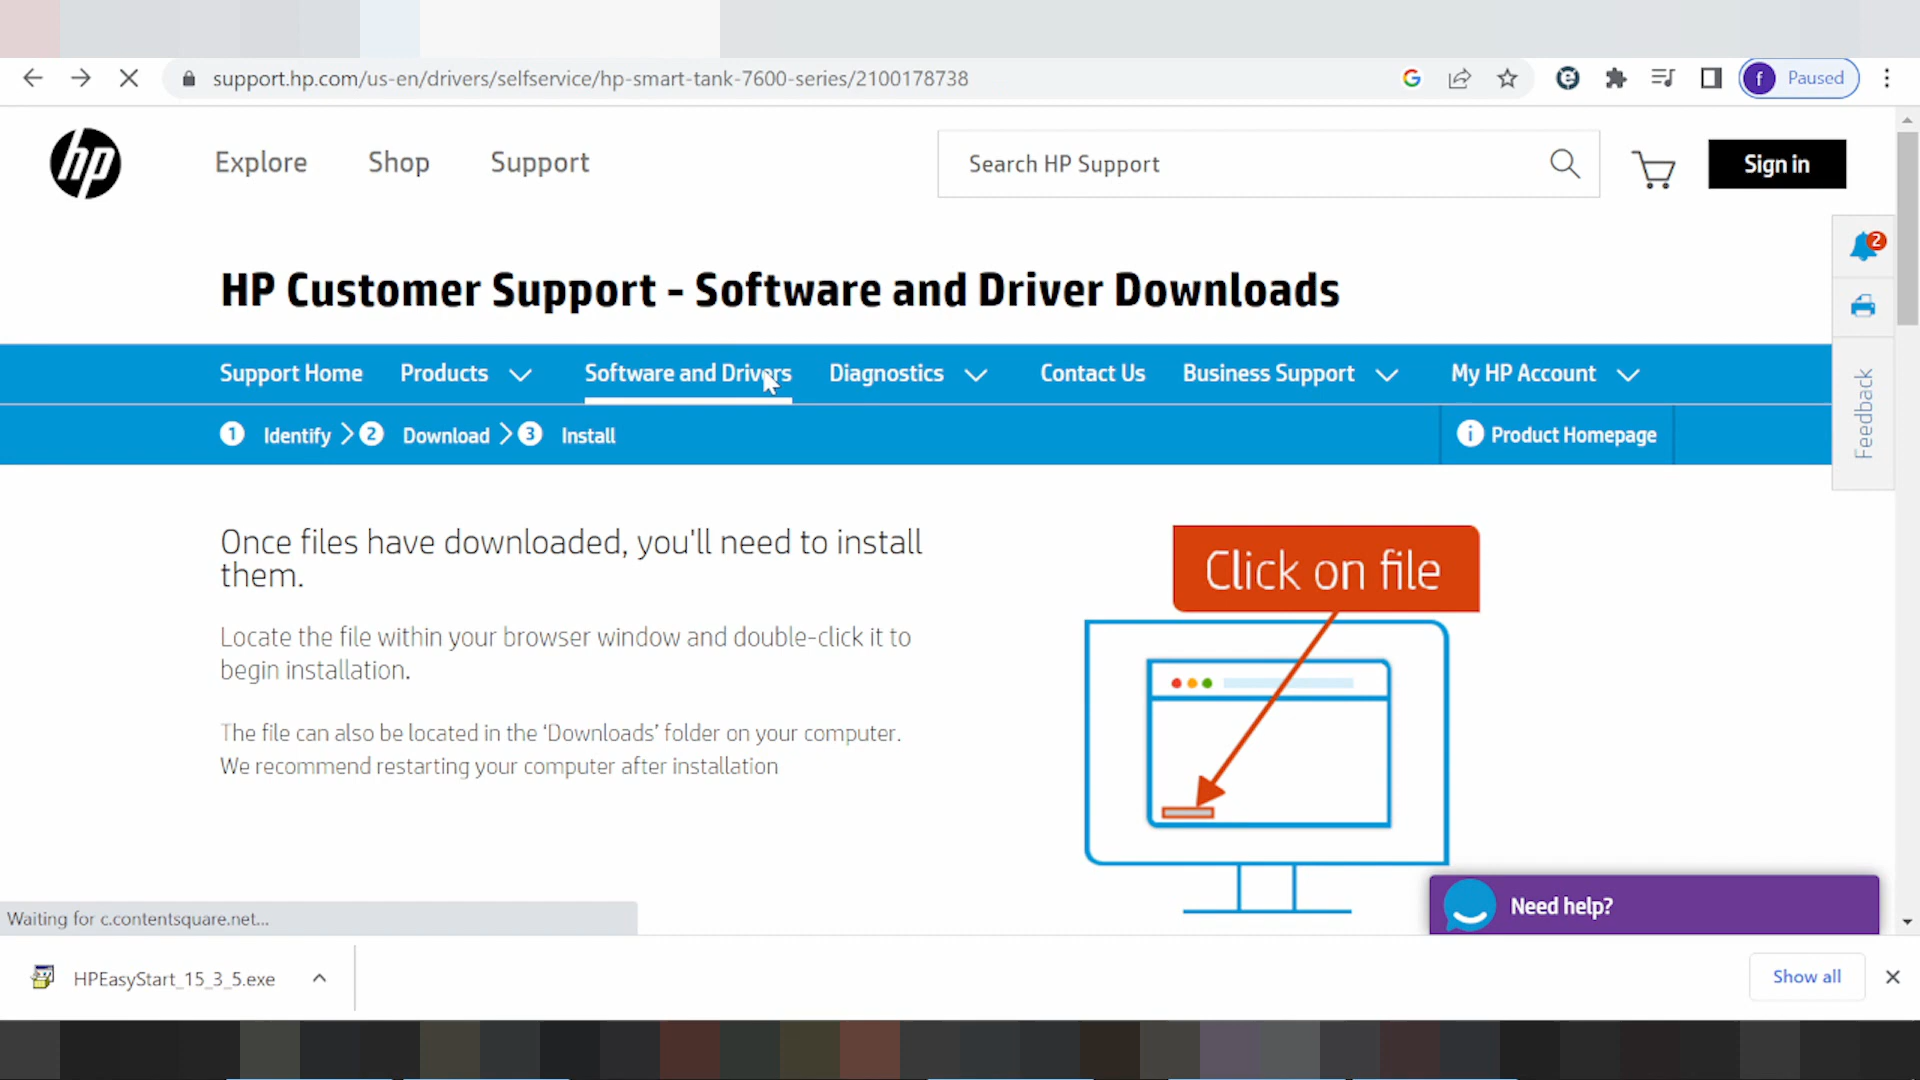 support.hp.com/us-en/drivers/selfservice/hp-smart-tank-7600-series/2100178738
G
e
f
Paused
hp
Explore
Shop
Support
Search HP Support
Sign in
2
HP Customer Support - Software and Driver Downloads
Support Home
Products
Software and Drivers
Diagnostics
Contact Us
Business Support
My HP Account
1 Identify
2 Download
3 Install
i Product Homepage
Feedback
Once files have downloaded, you'll need to install
them.
Click on file
Locate the file within your browser window and double-click it to
begin installation.
The file can also be located in the ‘Downloads’ folder on your computer.
We recommend restarting your computer after installation
Need help?
Waiting for c.contentsquare.net...
HPEasyStart_15_3_5.exe
Show all